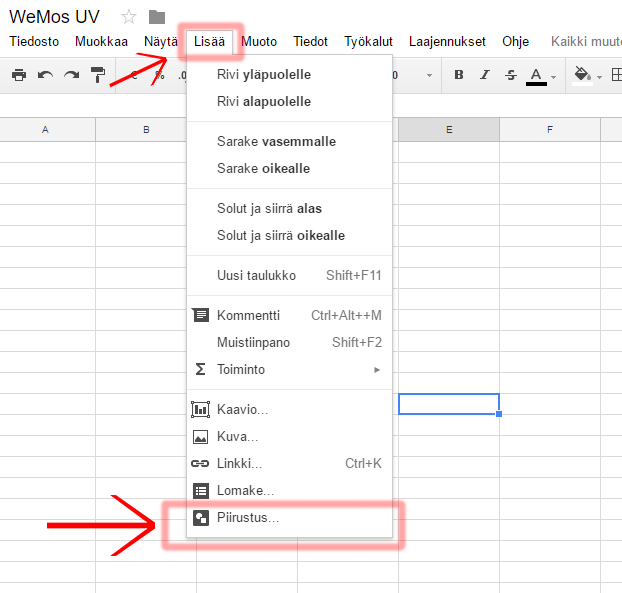 WeMos UV
Tiedosto Muokkaa Näytä Lisää Muoto Tiedot Työkalut Laajennukset Ohje Kaikki muute
€ % .0 0 B I S A
A B E F
Rivi yläpuolelle
Rivi alapuolelle
Sarake vasemmalle
Sarake oikealle
Solut ja siirrä alas
Solut ja siirrä oikealle
Uusi taulukko Shift+F11
Kommentti Ctrl+Alt++M
Muistiinpano Shift+F2
Σ Toiminto
Kaavio...
Kuva...
Linkki... Ctrl+K
Lomake...
Piirustus...